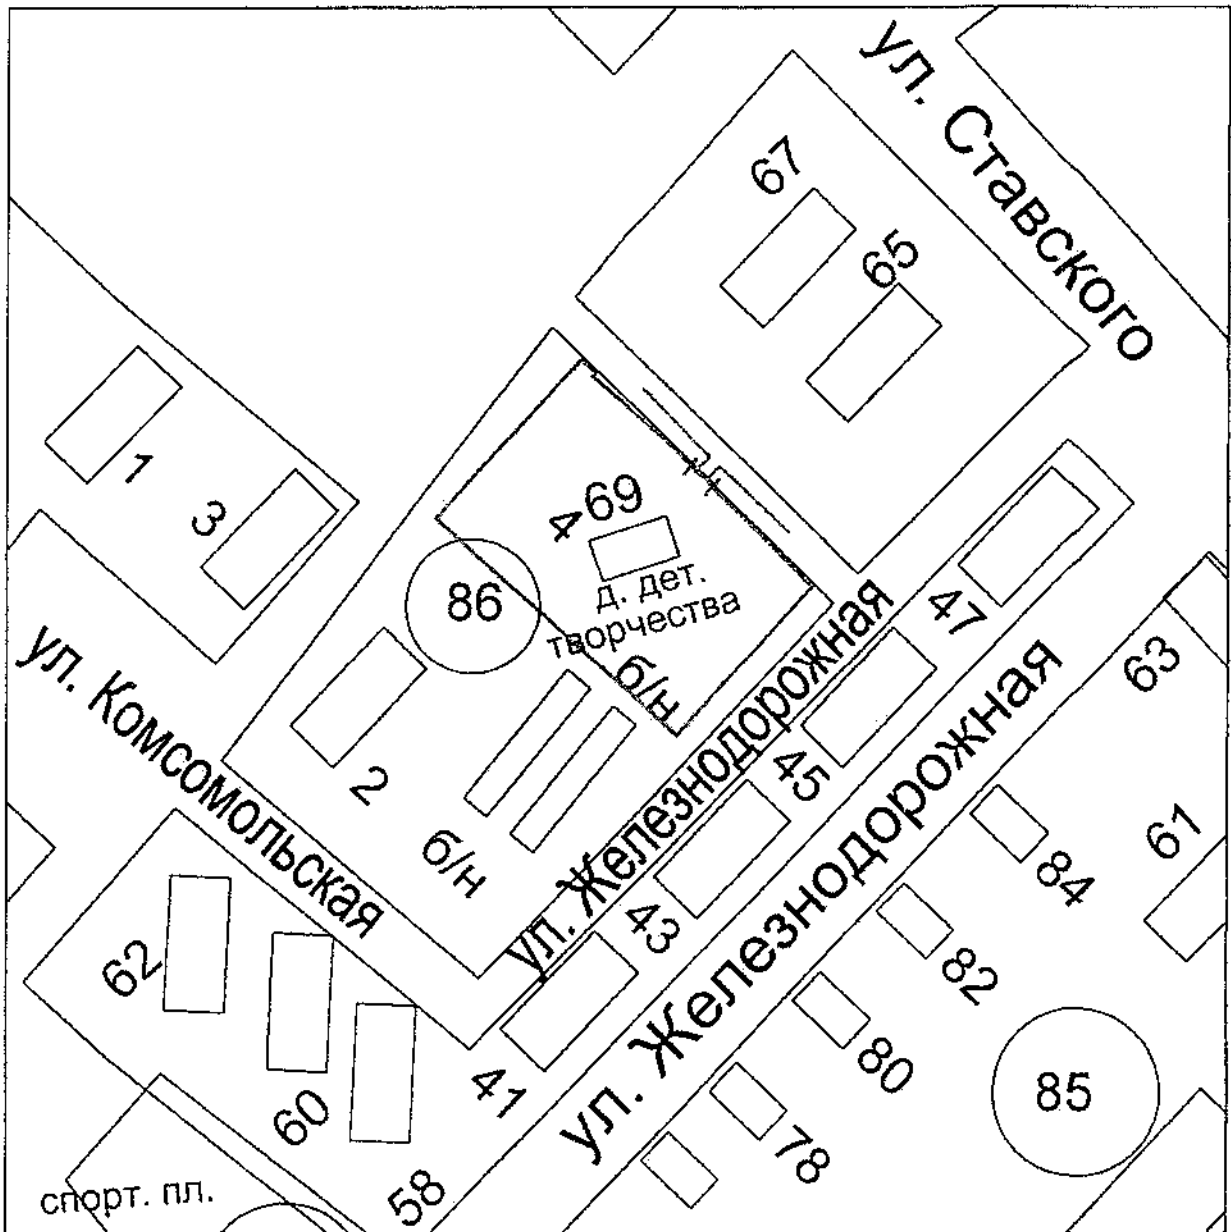 ул. Ставского
67
65
1
3
4
69
д. дет.
творчества
86
б/н
47
63
ул. Комсомольская
2
б/н
ул. Железнодорожная
45
ул. Железнодорожная
61
84
43
82
62
80
85
41
60
78
58
спорт. пл.